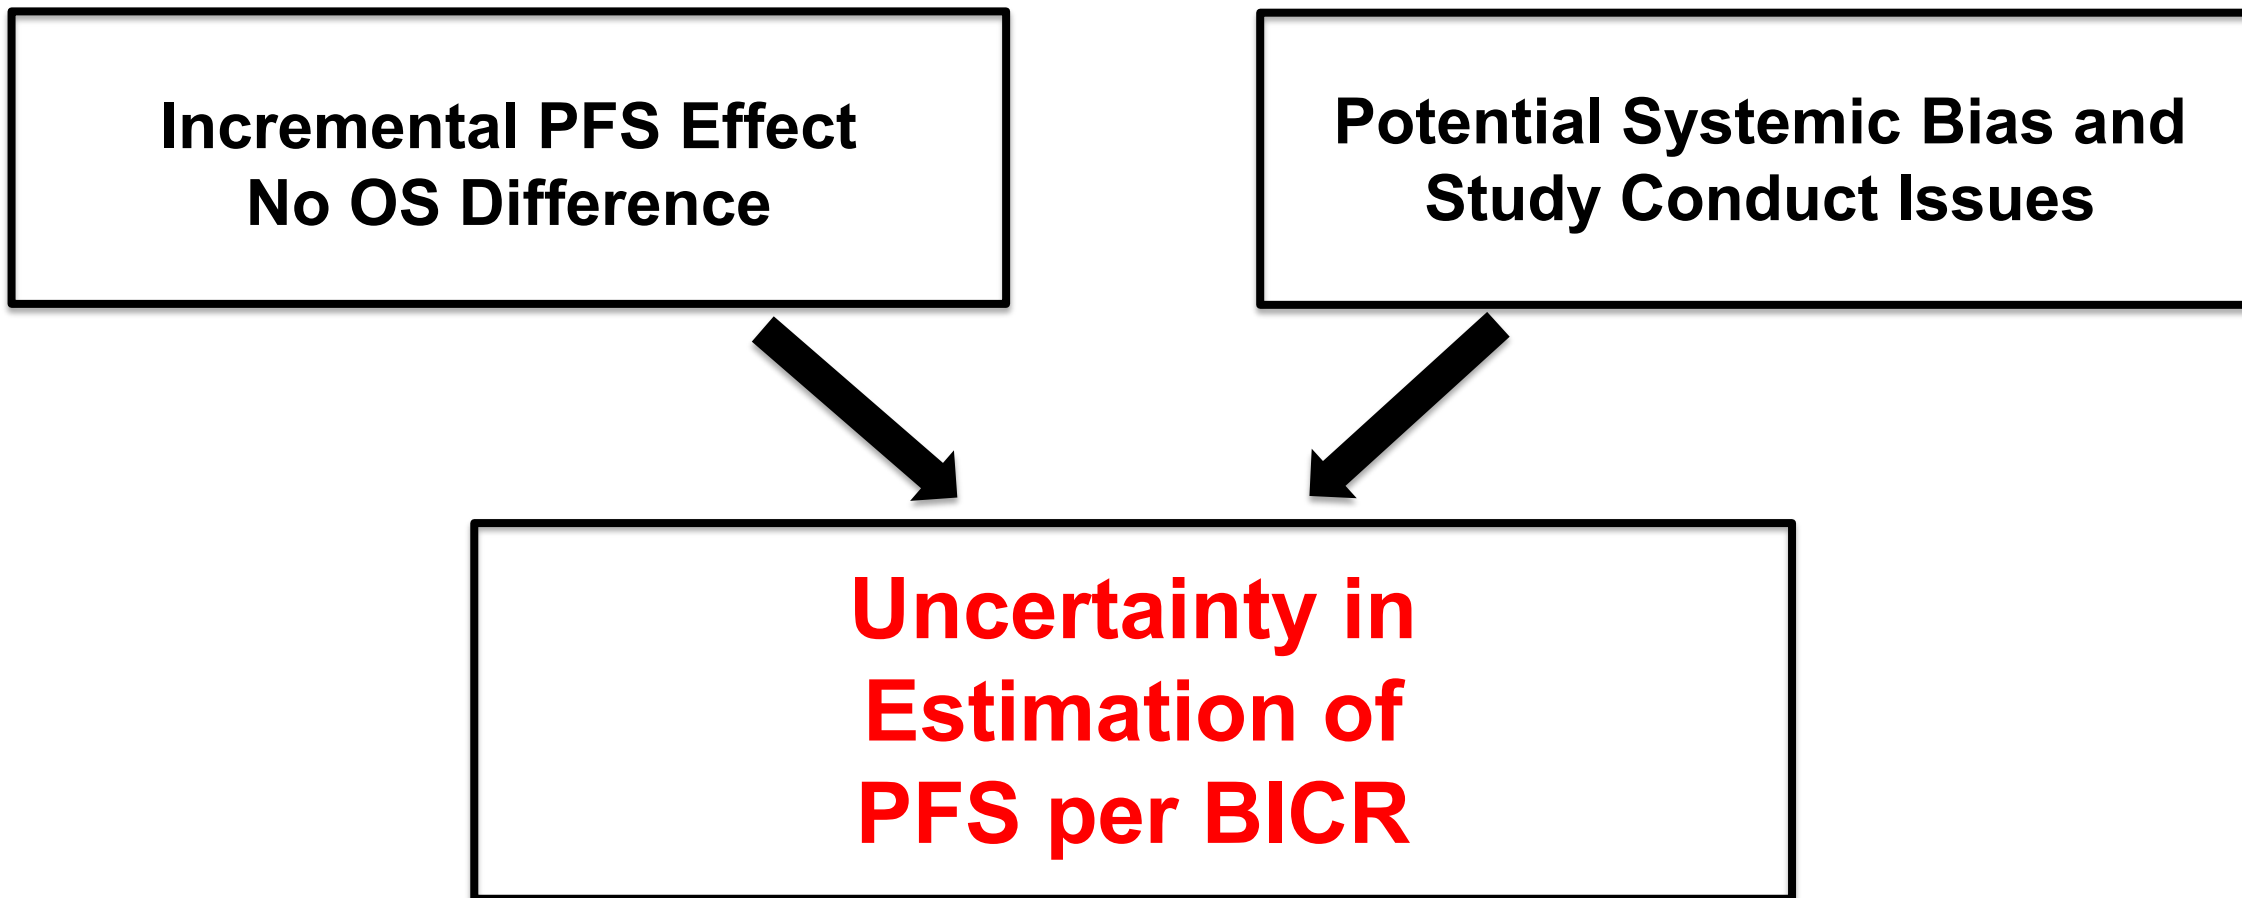 Incremental PFS Effect
No OS Difference
Potential Systemic Bias and
Study Conduct Issues
Uncertainty in
Estimation of
PFS per BICR